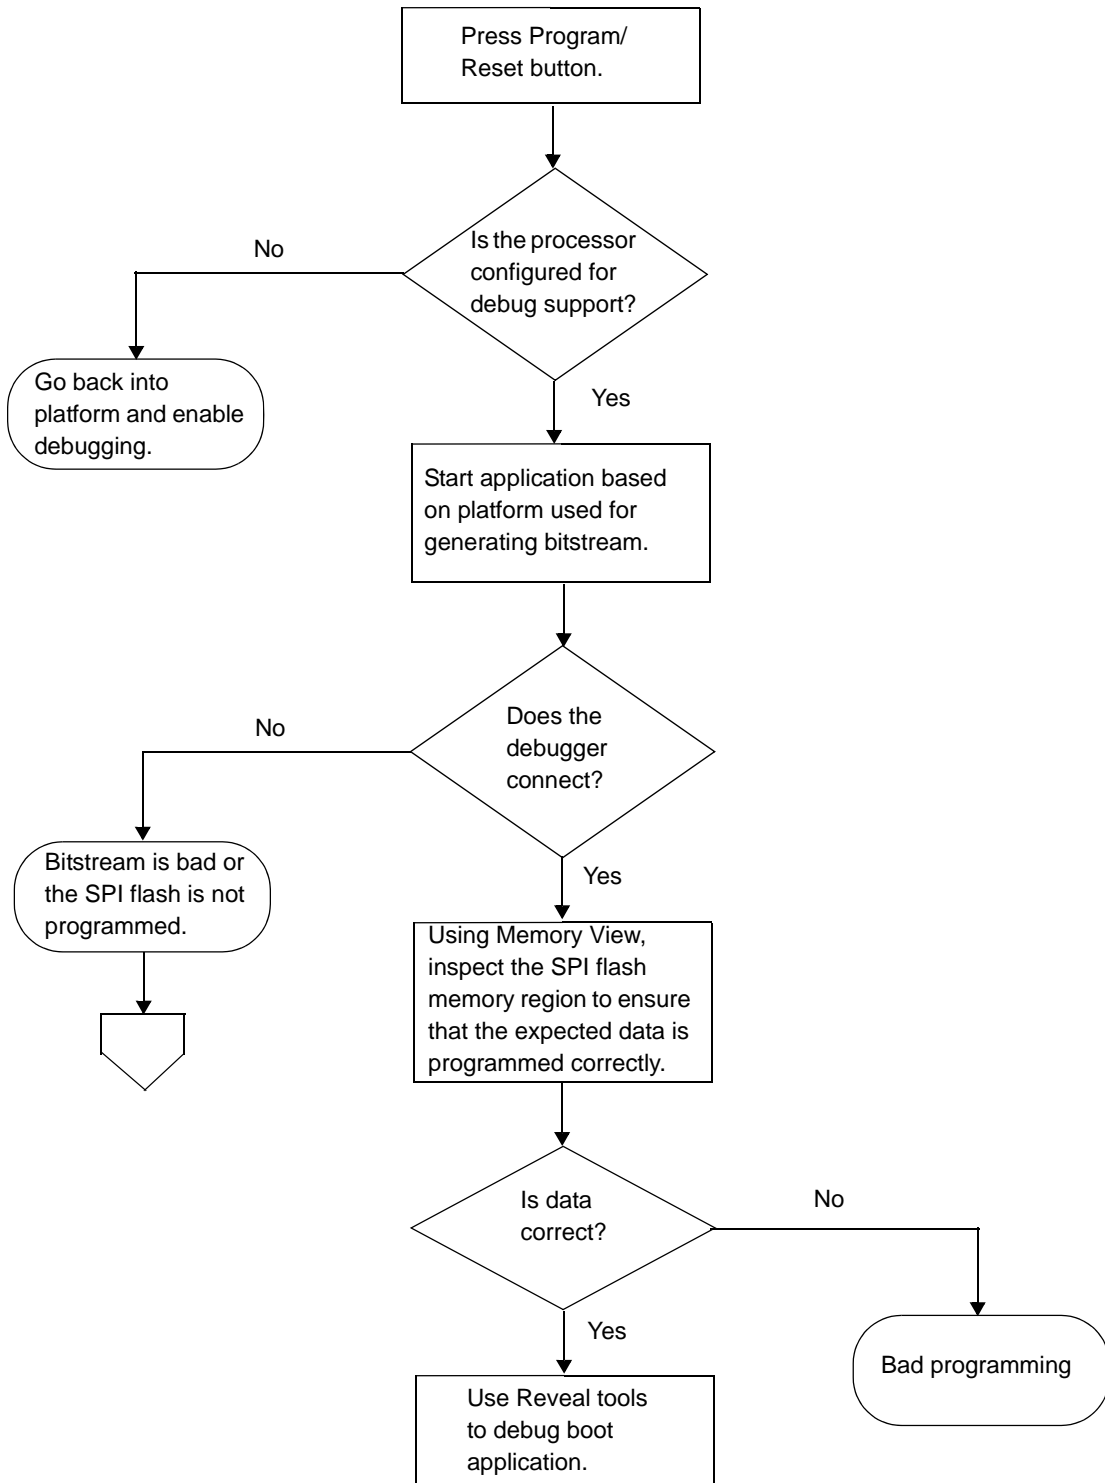 Press Program/
Reset button.
No
Is the processor
configured for
debug support?
Go back into
platform and enable
debugging.
Yes
Start application based
on platform used for
generating bitstream.
No
Does the
debugger
connect?
Bitstream is bad or
the SPI flash is not
programmed.
Yes
Using Memory View,
inspect the SPI flash
memory region to ensure
that the expected data is
programmed correctly.
Is data
correct?
No
Yes
Bad programming
Use Reveal tools
to debug boot
application.